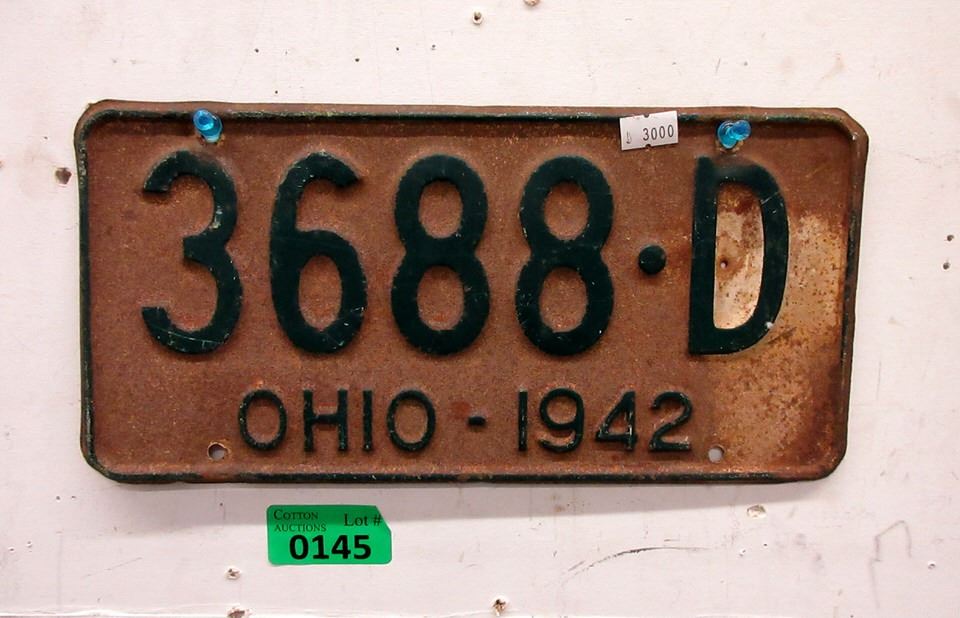 3000
3688·D
OHIO - 1942
COTTON AUCTIONS Lot #
0145